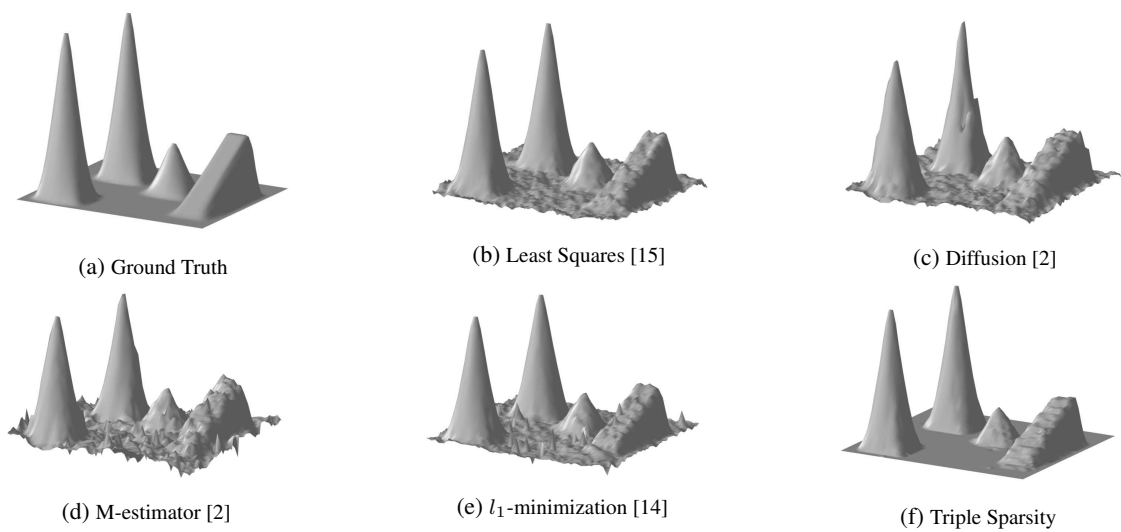 (a) Ground Truth
(b) Least Squares [15]
(c) Diffusion [2]
(d) M-estimator [2]
(e) l₁-minimization [14]
(f) Triple Sparsity